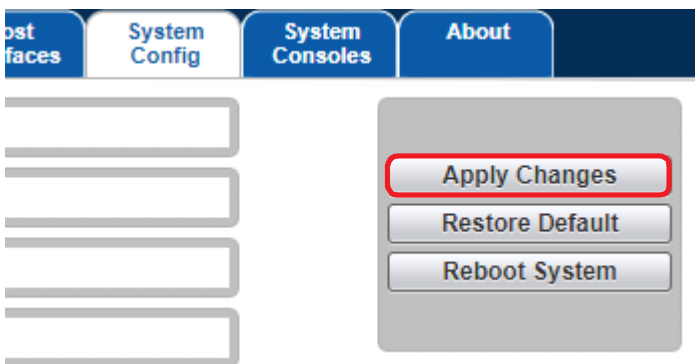 System
Config
System
Consoles
About
Apply Changes
Restore Default
Reboot System